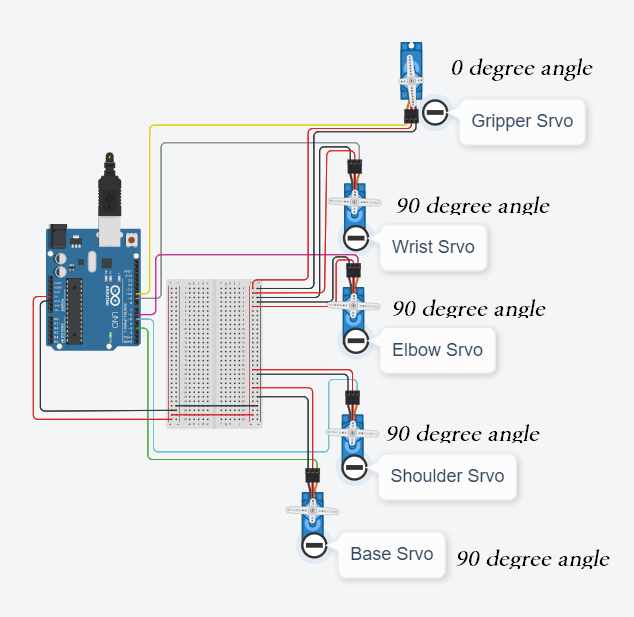 0 degree angle
Gripper Srvo
90 degree angle
Wrist Srvo
90 degree angle
Elbow Srvo
90 degree angle
Shoulder Srvo
Base Srvo
90 degree angle
UNO